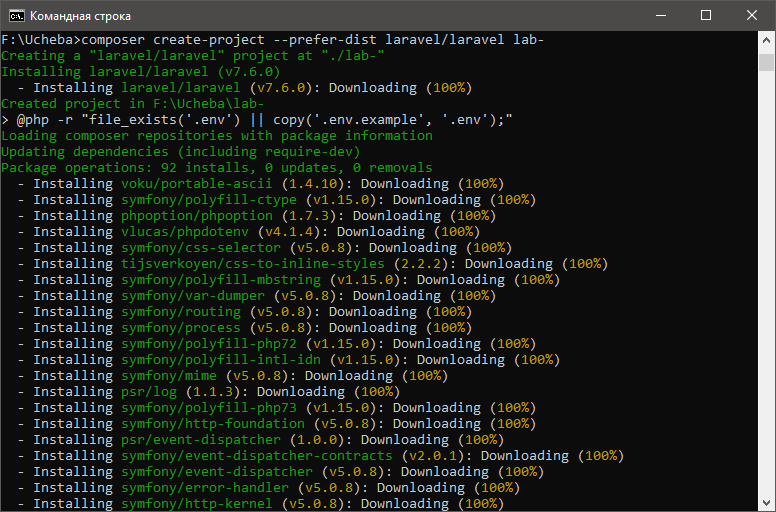 Командная строка
F:\Ucheba>composer create-project --prefer-dist laravel/laravel lab-
Creating a "laravel/laravel" project at "./lab-"
Installing laravel/laravel (v7.6.0)
  - Installing laravel/laravel (v7.6.0): Downloading (100%)
Created project in F:\Ucheba\lab-
> @php -r "file_exists('.env') || copy('.env.example', '.env');"
Loading composer repositories with package information
Updating dependencies (including require-dev)
Package operations: 92 installs, 0 updates, 0 removals
  - Installing voku/portable-ascii (1.4.10): Downloading (100%)
  - Installing symfony/polyfill-ctype (v1.15.0): Downloading (100%)
  - Installing phpoption/phpoption (1.7.3): Downloading (100%)
  - Installing vlucas/phpdotenv (v4.1.4): Downloading (100%)
  - Installing symfony/css-selector (v5.0.8): Downloading (100%)
  - Installing tijsverkoyen/css-to-inline-styles (2.2.2): Downloading (100%)
  - Installing symfony/polyfill-mbstring (v1.15.0): Downloading (100%)
  - Installing symfony/var-dumper (v5.0.8): Downloading (100%)
  - Installing symfony/routing (v5.0.8): Downloading (100%)
  - Installing symfony/process (v5.0.8): Downloading (100%)
  - Installing symfony/polyfill-php72 (v1.15.0): Downloading (100%)
  - Installing symfony/polyfill-intl-idn (v1.15.0): Downloading (100%)
  - Installing symfony/mime (v5.0.8): Downloading (100%)
  - Installing psr/log (1.1.3): Downloading (100%)
  - Installing symfony/polyfill-php73 (v1.15.0): Downloading (100%)
  - Installing symfony/http-foundation (v5.0.8): Downloading (100%)
  - Installing psr/event-dispatcher (1.0.0): Downloading (100%)
  - Installing symfony/event-dispatcher-contracts (v2.0.1): Downloading (100%)
  - Installing symfony/event-dispatcher (v5.0.8): Downloading (100%)
  - Installing symfony/error-handler (v5.0.8): Downloading (100%)
  - Installing symfony/http-kernel (v5.0.8): Downloading (100%)